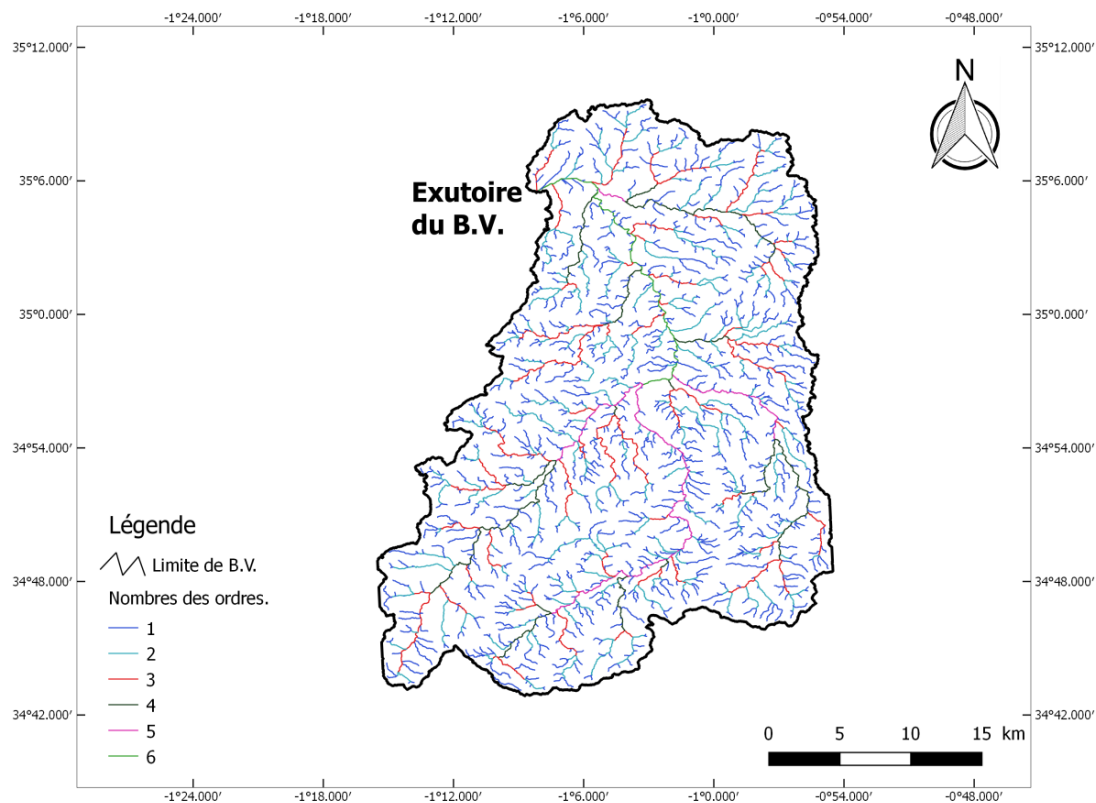 -1°24.000' -1°18.000' -1°12.000' -1°6.000' -1°0.000' -0°54.000' -0°48.000'
35°12.000' 35°12.000'
N
35°6.000' 35°6.000'
Exutoire
du B.V.
35°0.000' 35°0.000'
34°54.000' 34°54.000'
Légende
Limite de B.V.
34°48.000' 34°48.000'
Nombres des ordres.
1
2
3
4
5
6
34°42.000' 34°42.000'
0 5 10 15 km
-1°24.000' -1°18.000' -1°12.000' -1°6.000' -1°0.000' -0°54.000' -0°48.000'